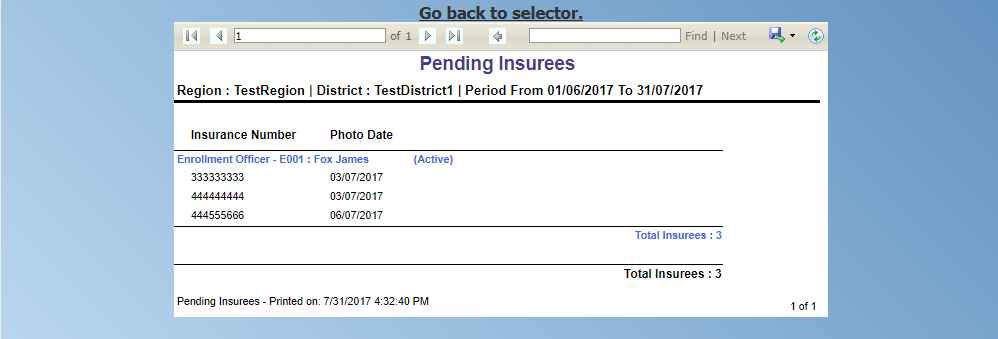 Go back to selector.
1 of 1 Find | Next
Pending Insurees
Region : TestRegion | District : TestDistrict1 | Period From 01/06/2017 To 31/07/2017
Insurance Number Photo Date
Enrollment Officer - E001 : Fox James (Active)
333333333 03/07/2017
444444444 03/07/2017
444555666 06/07/2017
Total Insurees : 3
Total Insurees : 3
Pending Insurees - Printed on: 7/31/2017 4:32:40 PM
1 of 1